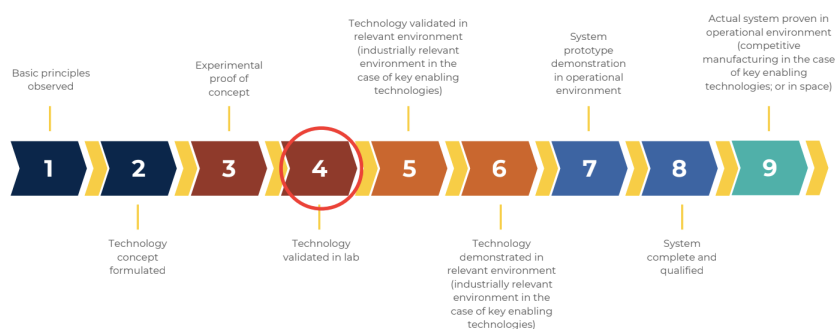 Basic principles
observed
Experimental
proof of
concept
Technology validated in
relevant environment
(industrially relevant
environment in the
case of key enabling
technologies)
System
prototype
demonstration
in operational
environment
Actual system proven in
operational environment
(competitive
manufacturing in the case
of key enabling
technologies; or in space)
1
2
3
4
5
6
7
8
9
Technology
concept
formulated
Technology
validated in lab
Technology
demonstrated in
relevant environment
(industrially relevant
environment in the
case of key enabling
technologies)
System
complete and
qualified